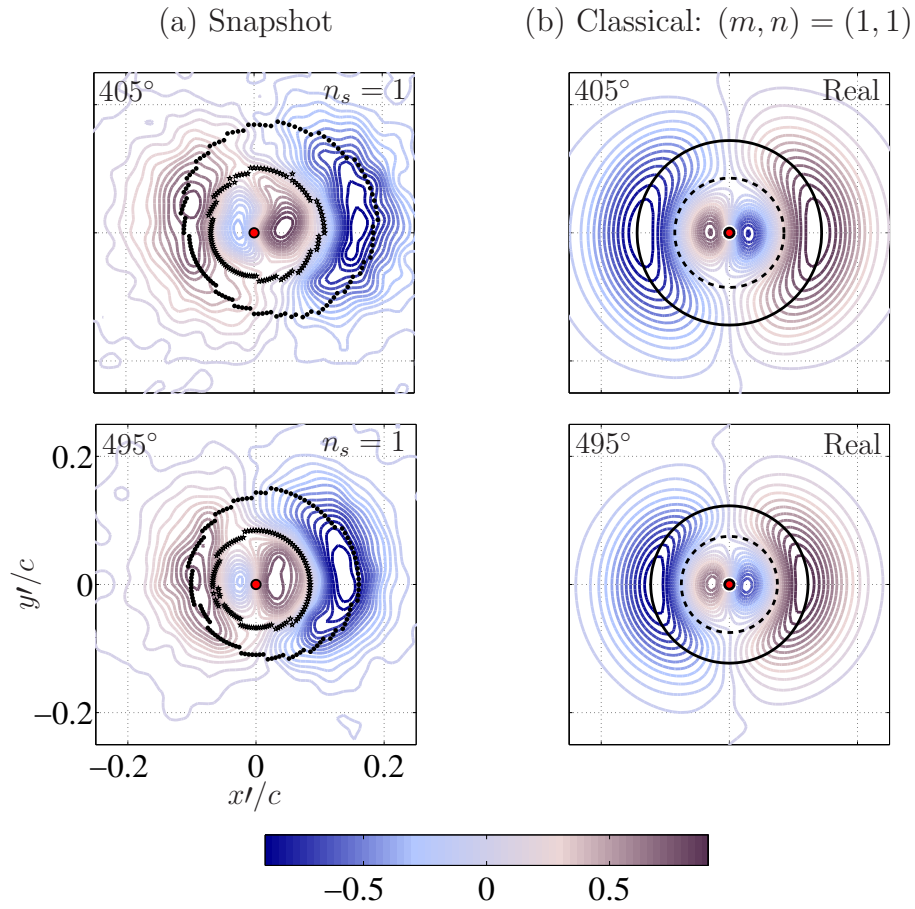 (a) Snapshot
(b) Classical: (m, n) = (1, 1)
405° n_s = 1
405° Real
495° n_s = 1
495° Real
0.2
0
−0.2
y′/c
−0.2 0 0.2
x′/c
−0.5 0 0.5